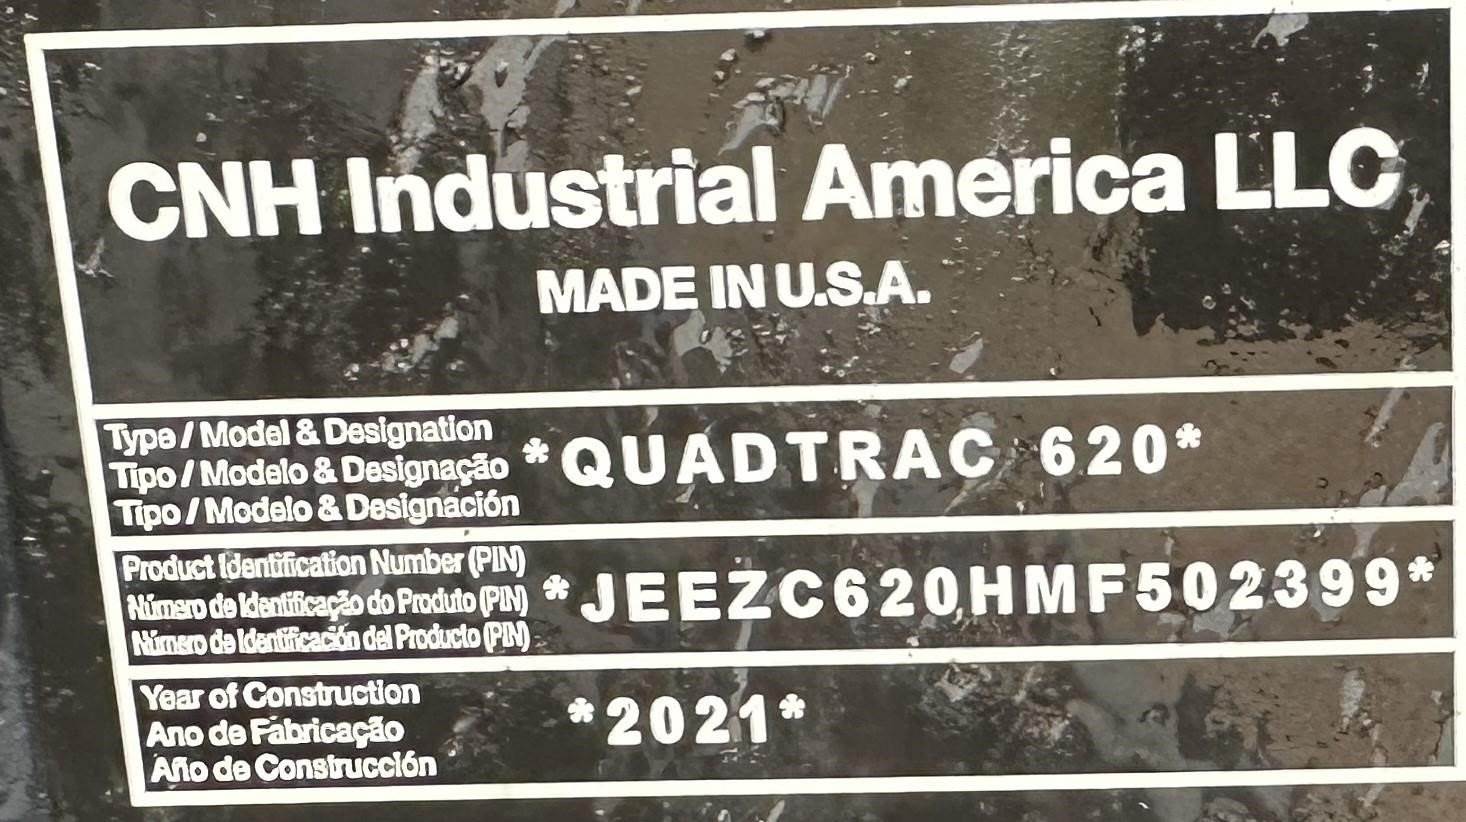 CNH Industrial America LLC
MADE IN U.S.A.
Type / Model & Designation
Tipo / Modelo & Designação
Tipo / Modelo & Designación
*QUADTRAC 620*
Product Identification Number (PIN)
Número de Identificação do Produto (PIN)
Número de Identificación del Producto (PIN)
*JEEZC620HMF502399*
Year of Construction
Ano de Fabricação
Año de Construcción
*2021*